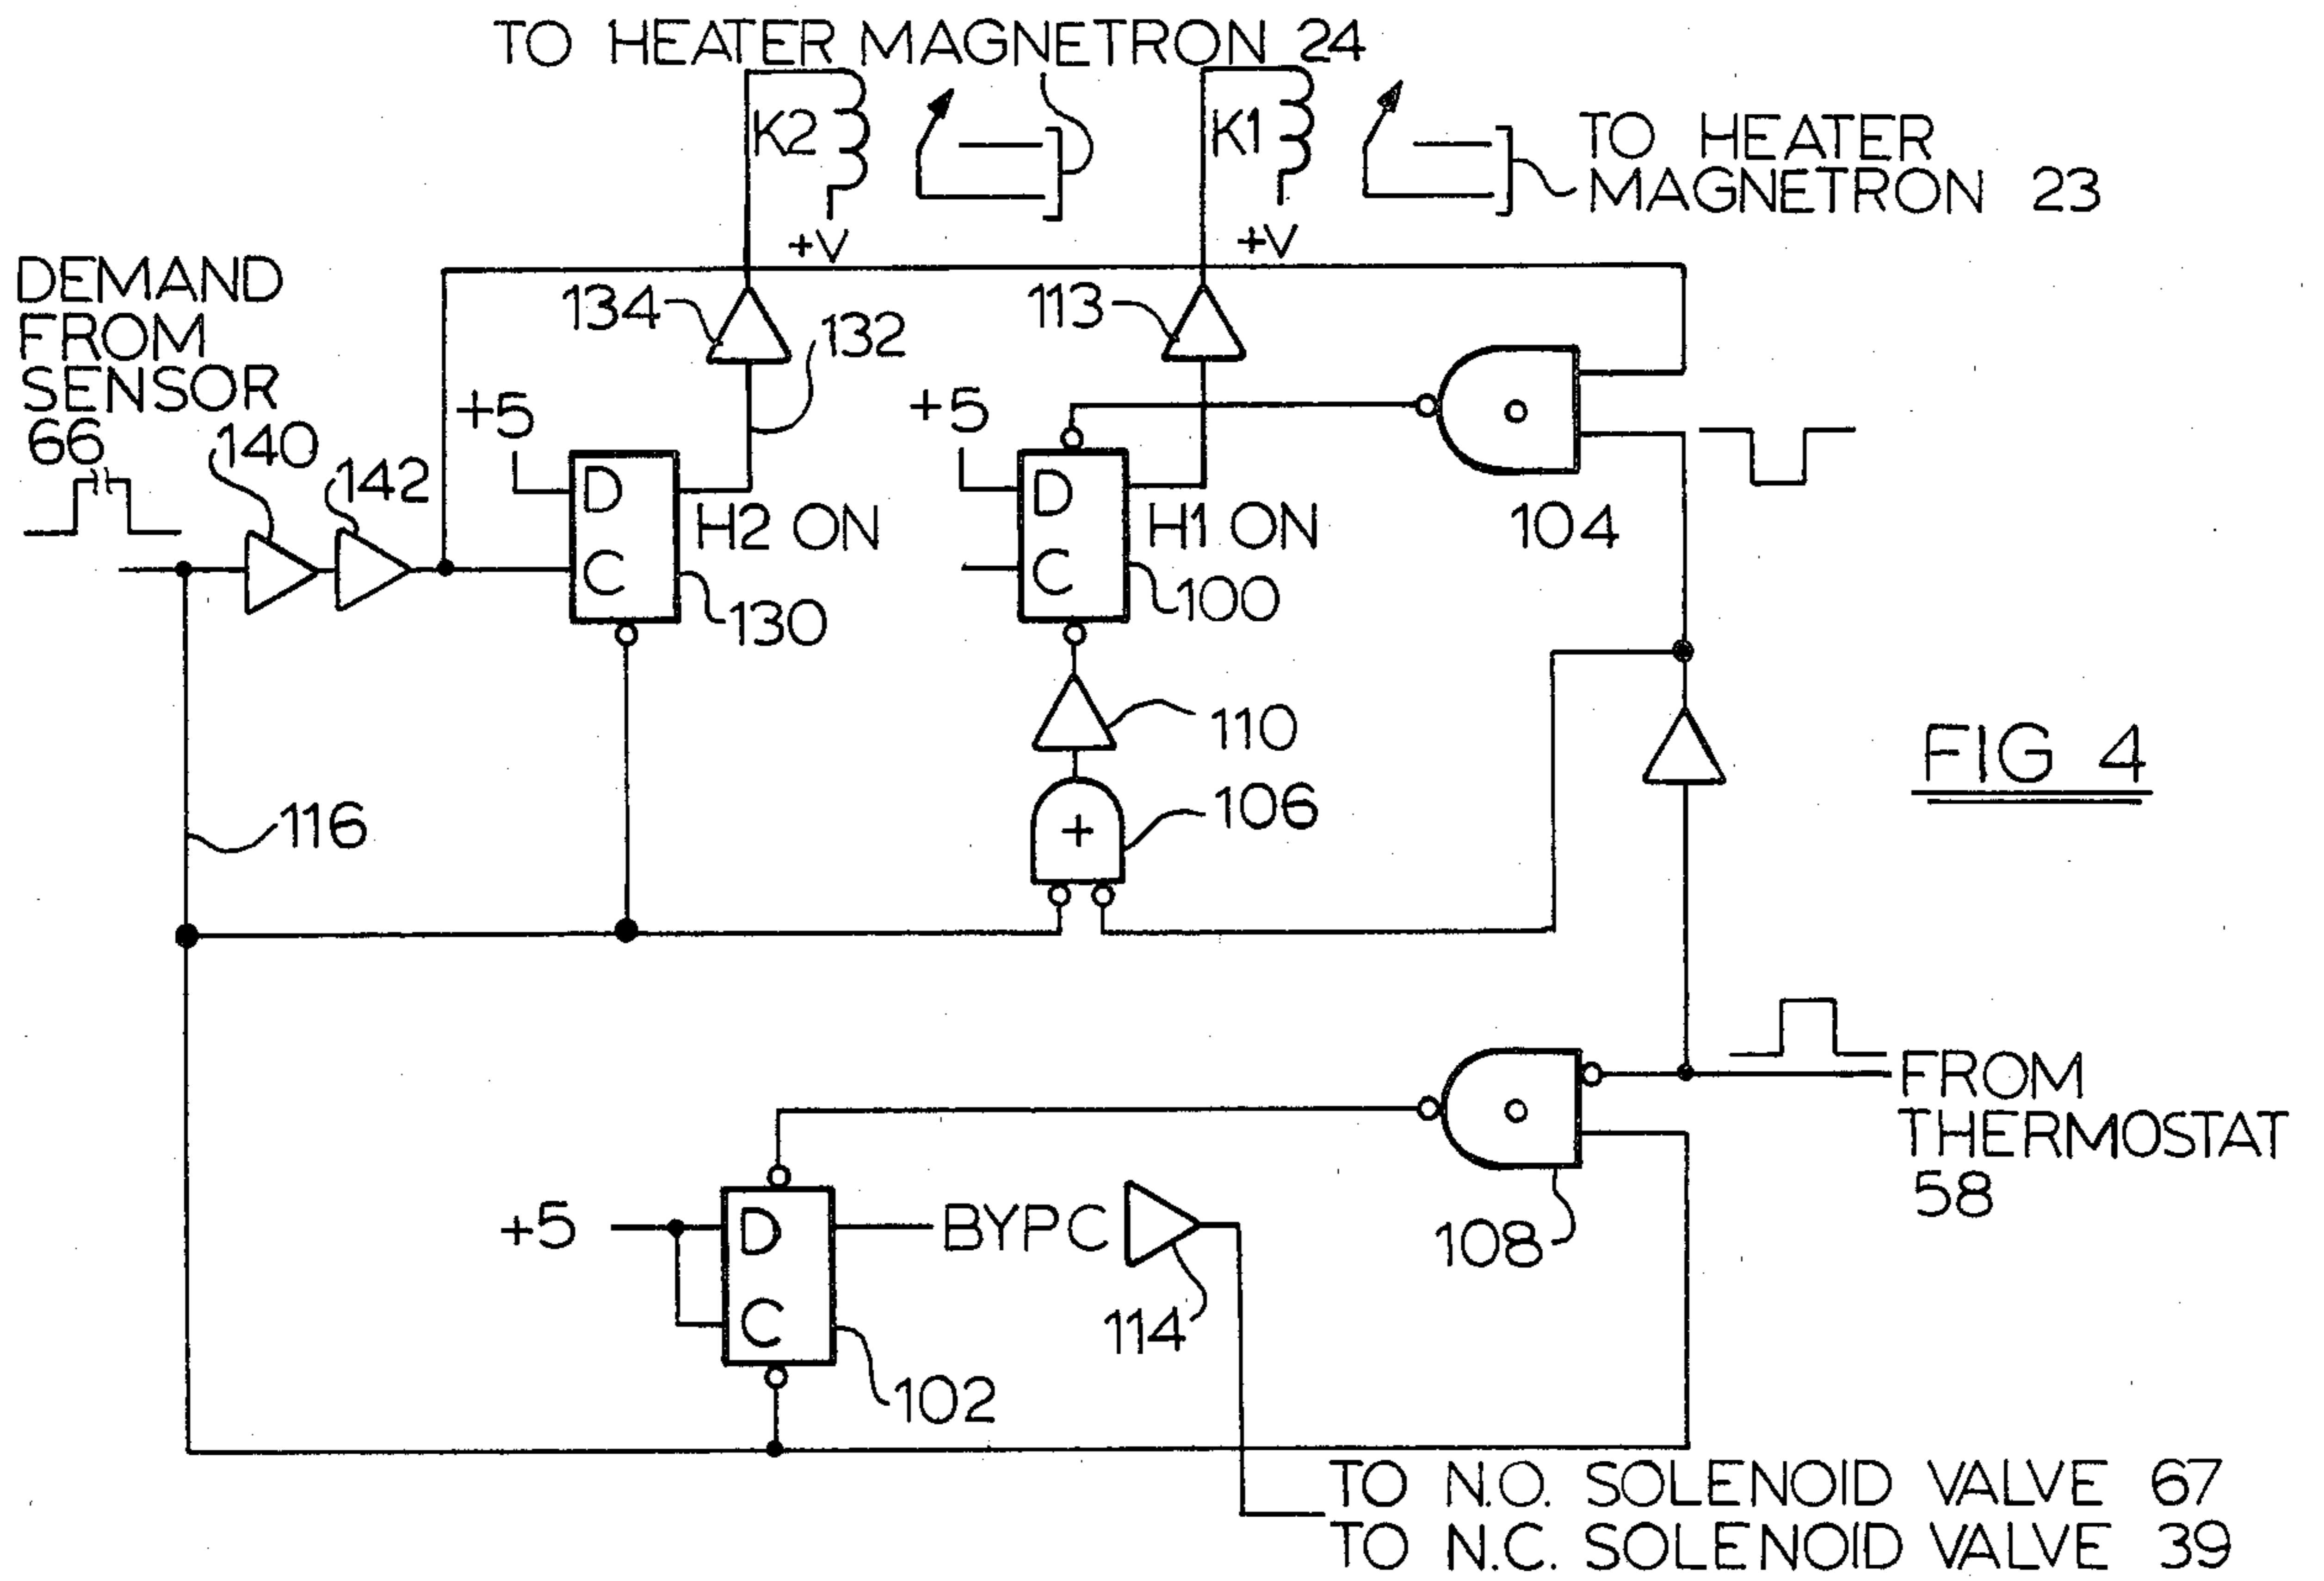 TO HEATER MAGNETRON 24
K2
K1
TO HEATER
MAGNETRON 23
+V
+V
DEMAND
FROM
SENSOR
66
134
132
113
140
142
+5
+5
D
C
H2 ON
130
D
C
H1 ON
100
104
110
106
116
FIG 4
+
FROM
THERMOSTAT
58
108
+5
D
C
BYPC
114
102
TO N.O. SOLENOID VALVE 67
TO N.C. SOLENOID VALVE 39